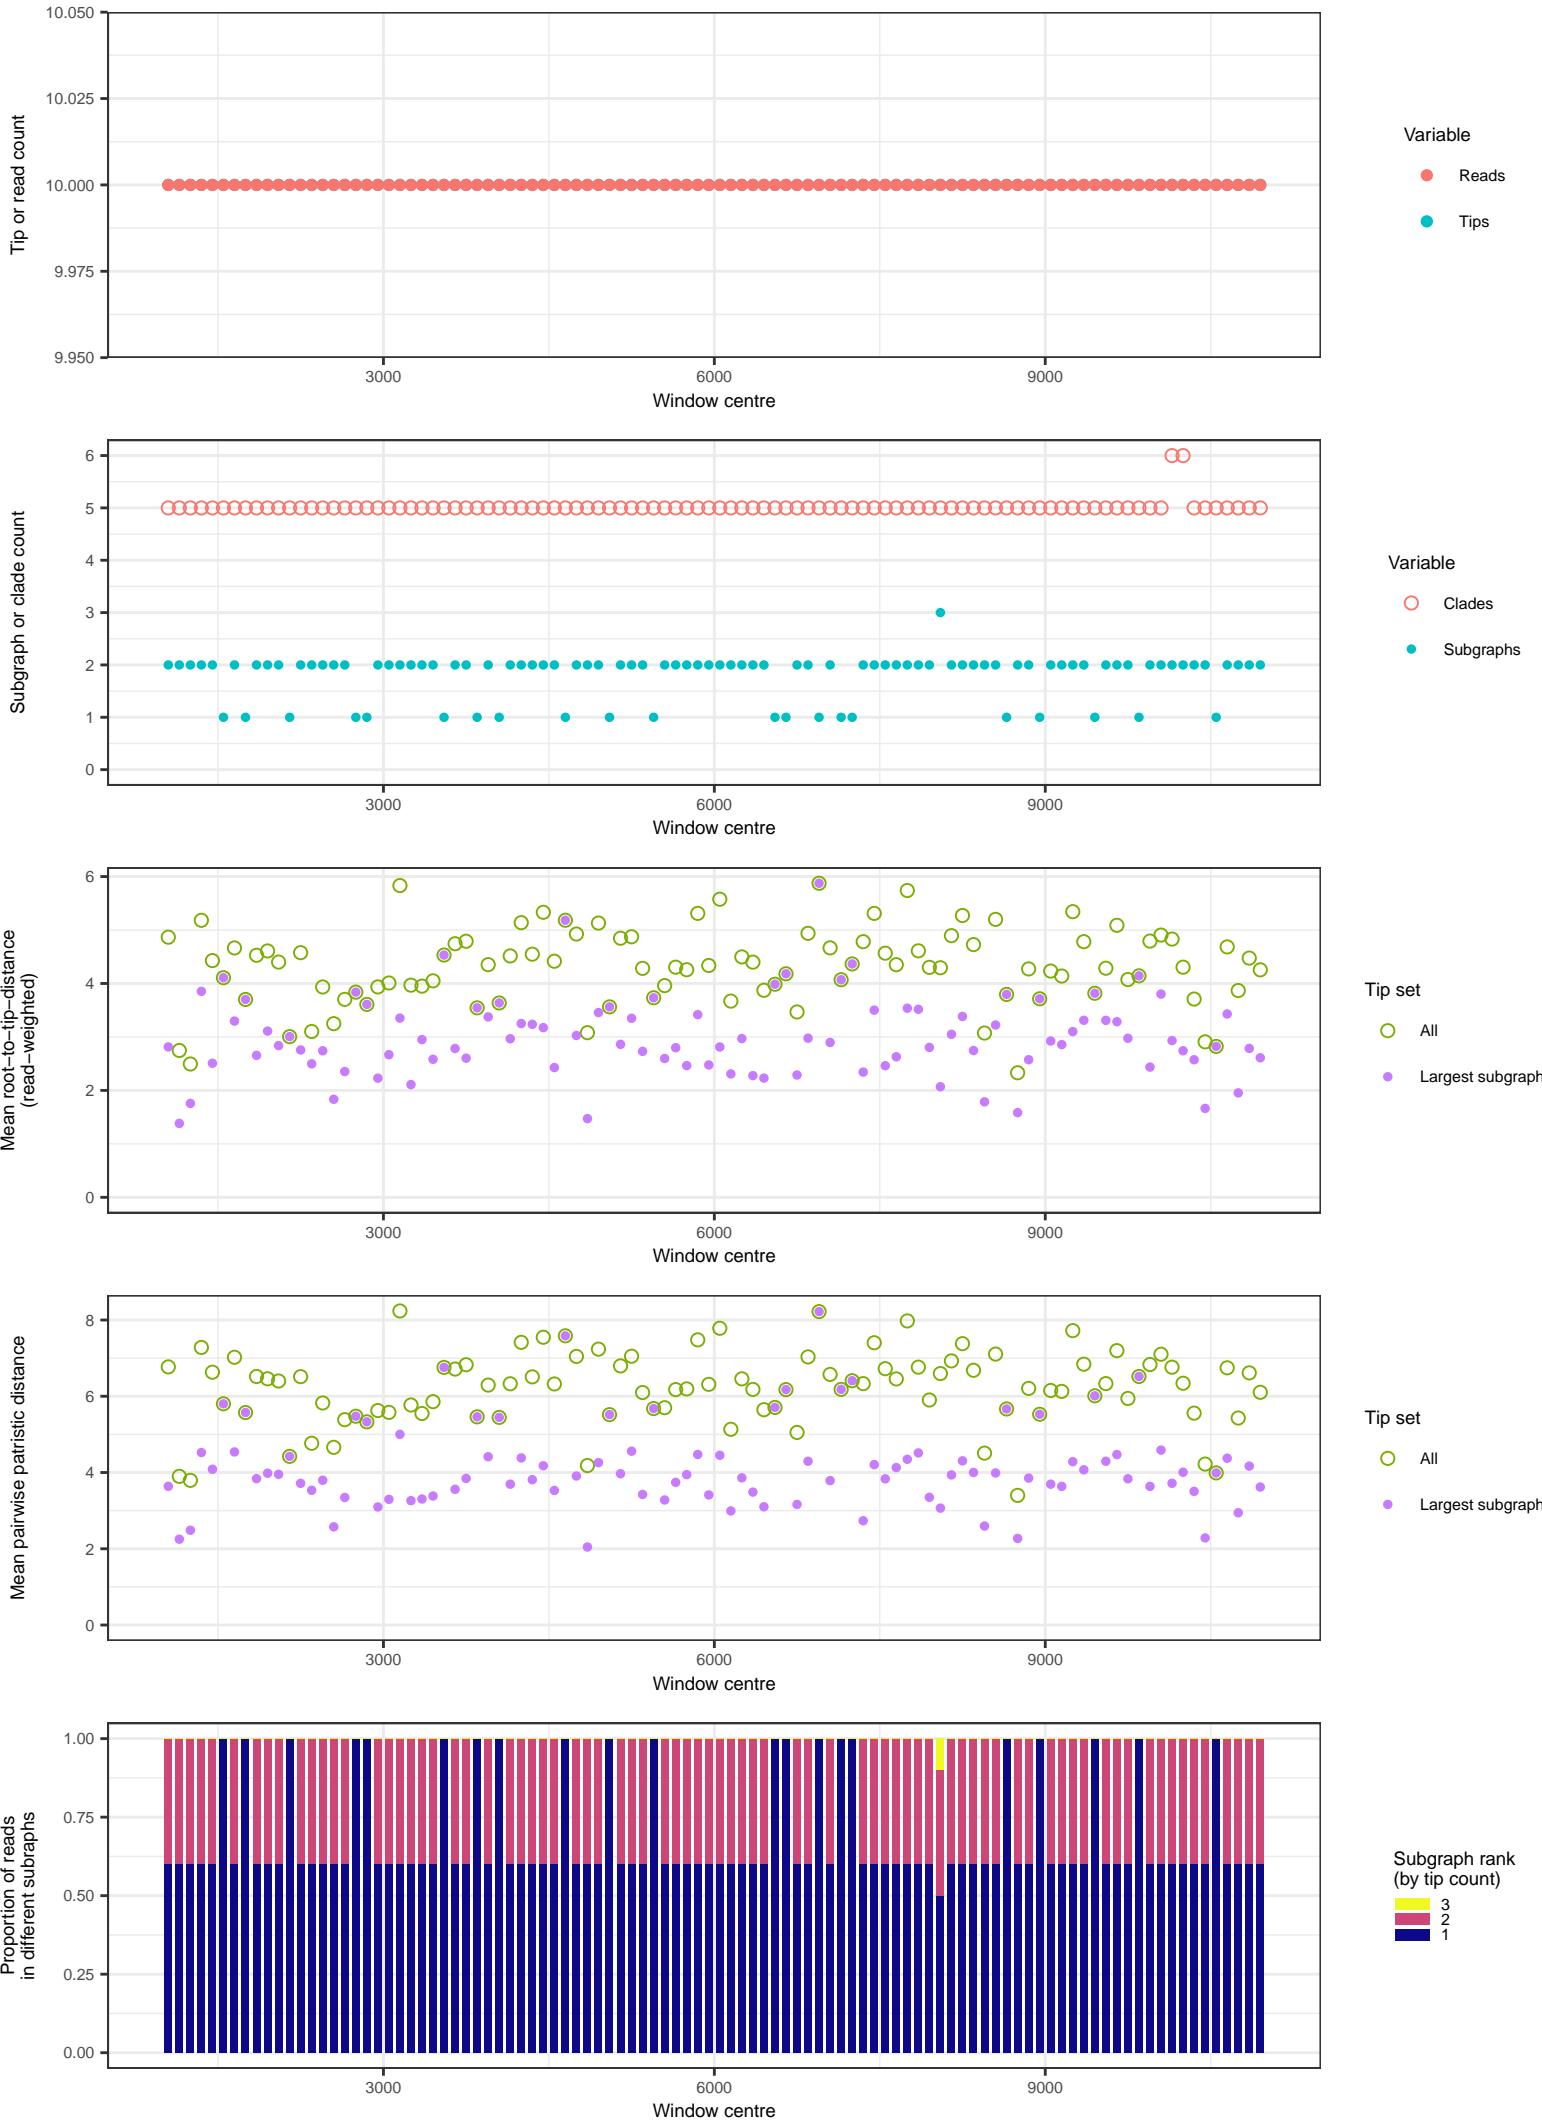 10.050
10.025
10.000
9.975
9.950
Tip or read count
3000 6000 9000
Window centre
Variable
Reads
Tips
6
5
4
3
2
1
0
Subgraph or clade count
3000 6000 9000
Window centre
Variable
Clades
Subgraphs
6
4
2
0
Mean root−to−tip−distance
(read−weighted)
3000 6000 9000
Window centre
Tip set
All
Largest subgraph
8
6
4
2
0
Mean pairwise patristic distance
3000 6000 9000
Window centre
Tip set
All
Largest subgraph
1.00
0.75
0.50
0.25
0.00
Proportion of reads
in different subraphs
3000 6000 9000
Window centre
Subgraph rank
(by tip count)
3
2
1